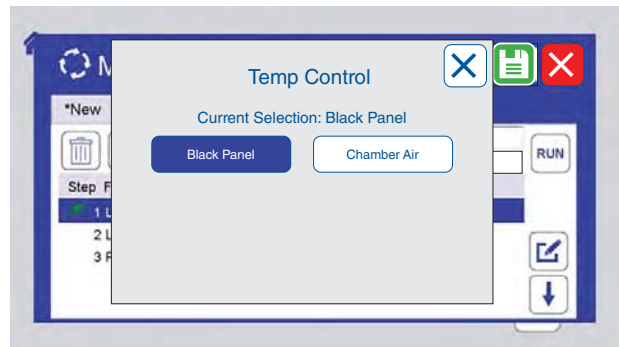 M
Temp Control
*New
Current Selection: Black Panel
Black Panel
Chamber Air
RUN
Step F
1 L
2 L
3 F